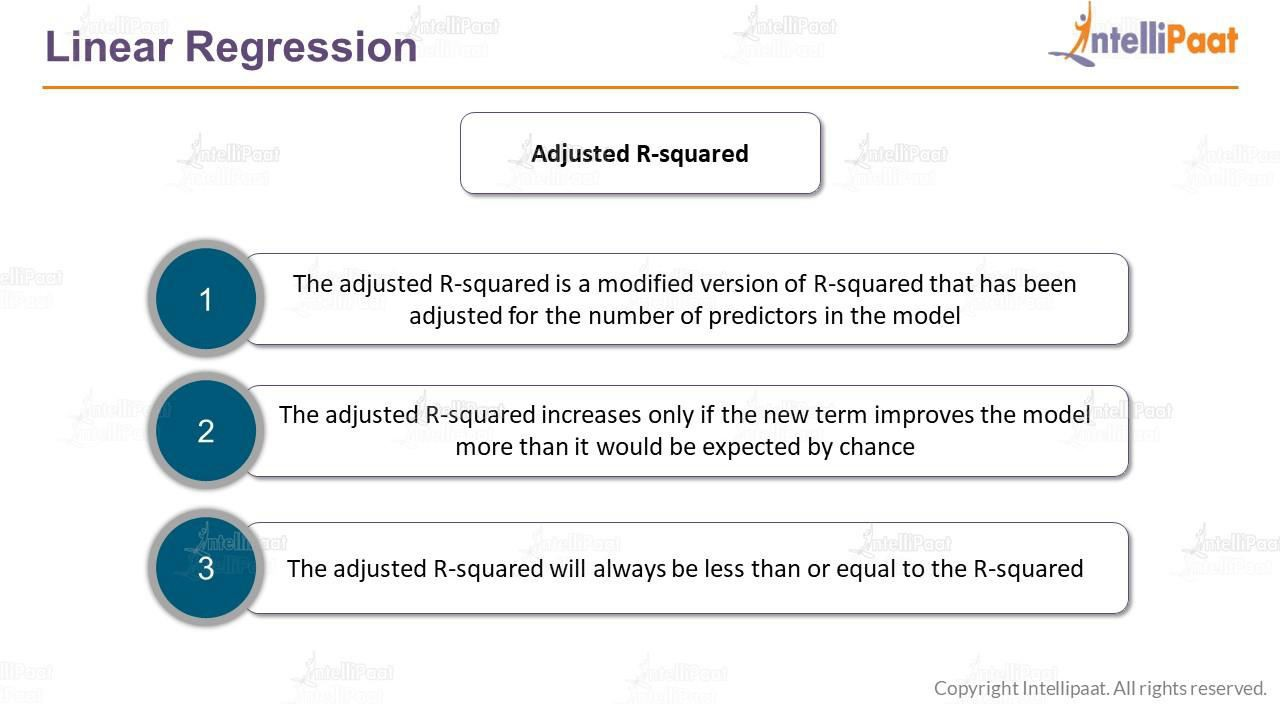 Linear Regression
IntelliPaat
Adjusted R-squared
1
The adjusted R-squared is a modified version of R-squared that has been
adjusted for the number of predictors in the model
2
The adjusted R-squared increases only if the new term improves the model
more than it would be expected by chance
3
The adjusted R-squared will always be less than or equal to the R-squared
Copyright Intellipaat. All rights reserved.